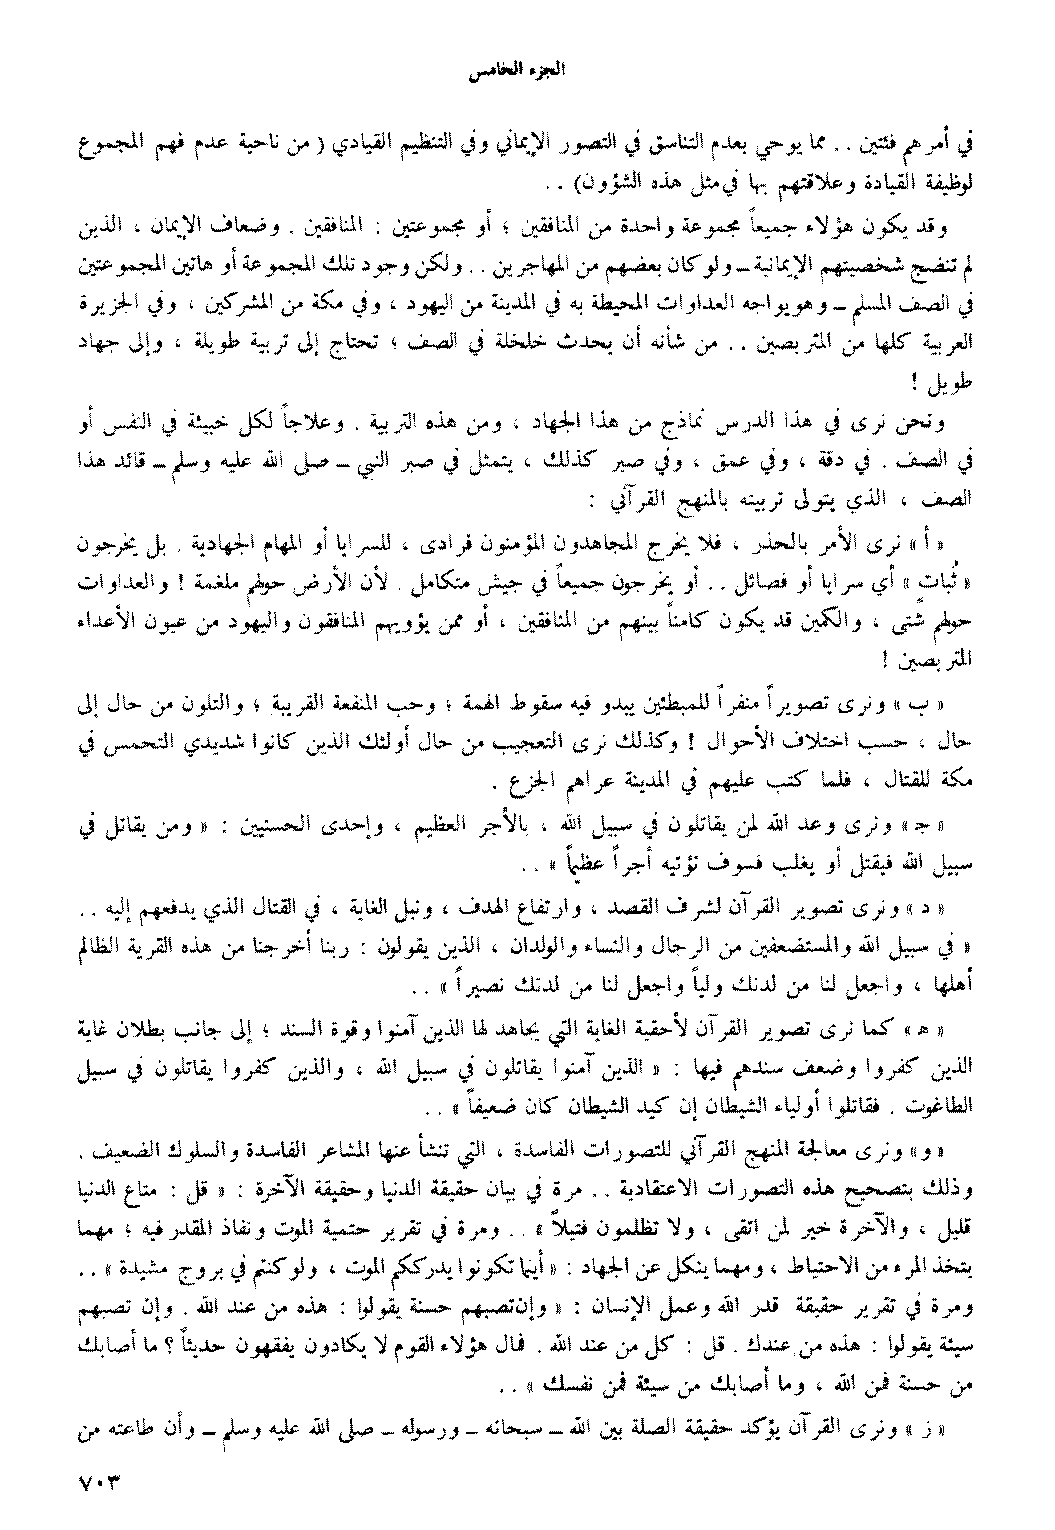 الجزء الخامس
في أمرهم فئتين . . مما يوحي بعدم التناسق في التصور الإيماني وفي التنظيم القيادي ( من ناحية عدم فهم المجموع
لوظيفة القيادة وعلاقتهم بها في مثل هذه الشؤون) . .
وقد يكون هؤلاء جميعاً مجموعة واحدة من المنافقين ؛ أو مجموعتين : المنافقين . وضعاف الإيمان ، الذين
لم تنضج شخصيتهم الإيمانية – ولو كان بعضهم من المهاجرين . . ولكن وجود تلك المجموعة أو هاتين المجموعتين
في الصف المسلم – وهو يواجه العداوات المحيطة به في المدينة من اليهود ، وفي مكة من المشركين ، وفي الجزيرة
العربية كلها من المتربصين . . من شأنه أن يحدث خلخلة في الصف ؛ تحتاج إلى تربية طويلة ، وإلى جهاد
طويل !
ونحن نرى في هذا الدرس نماذج من هذا الجهاد ، ومن هذه التربية . وعلاجاً لكل خبيئة في النفس أو
في الصف . في دقة ، وفي عمق ، وفي صبر كذلك ، يتمثل في صبر النبي – صلى الله عليه وسلم – قائد هذا
الصف ، الذي يتولى تربيته بالمنهج القرآني :
« أ » نرى الأمر بالحذر ، فلا يخرج المجاهدون المؤمنون فرادى ، للسرايا أو المهام الجهادية . بل يخرجون
« ثُباتٍ » أي سرايا أو فصائل . . أو يخرجون جميعاً في جيش متكامل . لأن الأرض حولهم ملغمة ! والعداوات
حولهم شتى ، والكمين قد يكون كامناً بينهم من المنافقين ، أو ممن يؤويهم المنافقون واليهود من عيون الأعداء
المتربصين !
« ب » ونرى تصويراً منفراً للمبطئين يبدو فيه سقوط الهمة ؛ وحب المنفعة القريبة ؛ والتلون من حال إلى
حال ، حسب اختلاف الأحوال ! وكذلك نرى التعجيب من حال أولئك الذين كانوا شديدي التحمس في
مكة للقتال ، فلما كتب عليهم في المدينة عراهم الجزع .
« جـ » ونرى وعد الله لمن يقاتلون في سبيل الله ، بالأجر العظيم ، وإحدى الحسنيين : « ومن يقاتل في
سبيل الله فيقتل أو يغلب فسوف نؤتيه أجراً عظيماً » . .
« د » ونرى تصوير القرآن لشرف القصد ، وارتفاع الهدف ، ونبل الغاية ، في القتال الذي يدفعهم إليه . .
« في سبيل الله والمستضعفين من الرجال والنساء والولدان ، الذين يقولون : ربنا أخرجنا من هذه القرية الظالم
أهلها ، واجعل لنا من لدنك ولياً واجعل لنا من لدنك نصيراً » . .
« هـ » كما نرى تصوير القرآن لأحقية الغاية التي يجاهد لها الذين آمنوا وقوة السند ؛ إلى جانب بطلان غاية
الذين كفروا وضعف سندهم فيها : « الذين آمنوا يقاتلون في سبيل الله ، والذين كفروا يقاتلون في سبيل
الطاغوت . فقاتلوا أولياء الشيطان إن كيد الشيطان كان ضعيفاً » . .
« و » ونرى معالجة المنهج القرآني للتصورات الفاسدة ، التي تنشأ عنها المشاعر الفاسدة والسلوك الضعيف .
وذلك بتصحيح هذه التصورات الاعتقادية . . مرة في بيان حقيقة الدنيا وحقيقة الآخرة : « قل : متاع الدنيا
قليل ، والآخرة خير لمن اتقى ، ولا تظلمون فتيلاً » . . ومرة في تقرير حتمية الموت ونفاذ المقدر فيه ؛ مهما
يتخذ المرء من الاحتياط ، ومهما ينكل عن الجهاد : « أينما تكونوا يدرككم الموت ، ولو كنتم في بروج مشيدة » . .
ومرة في تقرير حقيقة قدر الله وعمل الإنسان : « وإن تصبهم حسنة يقولوا : هذه من عند الله . وإن تصبهم
سيئة يقولوا : هذه من عندك . قل : كل من عند الله . فمال هؤلاء القوم لا يكادون يفقهون حديثاً ؟ ما أصابك
من حسنة فمن الله ، وما أصابك من سيئة فمن نفسك » . .
« ز » ونرى القرآن يؤكد حقيقة الصلة بين الله – سبحانه – ورسوله – صلى الله عليه وسلم – وأن طاعته من
٧٠٣